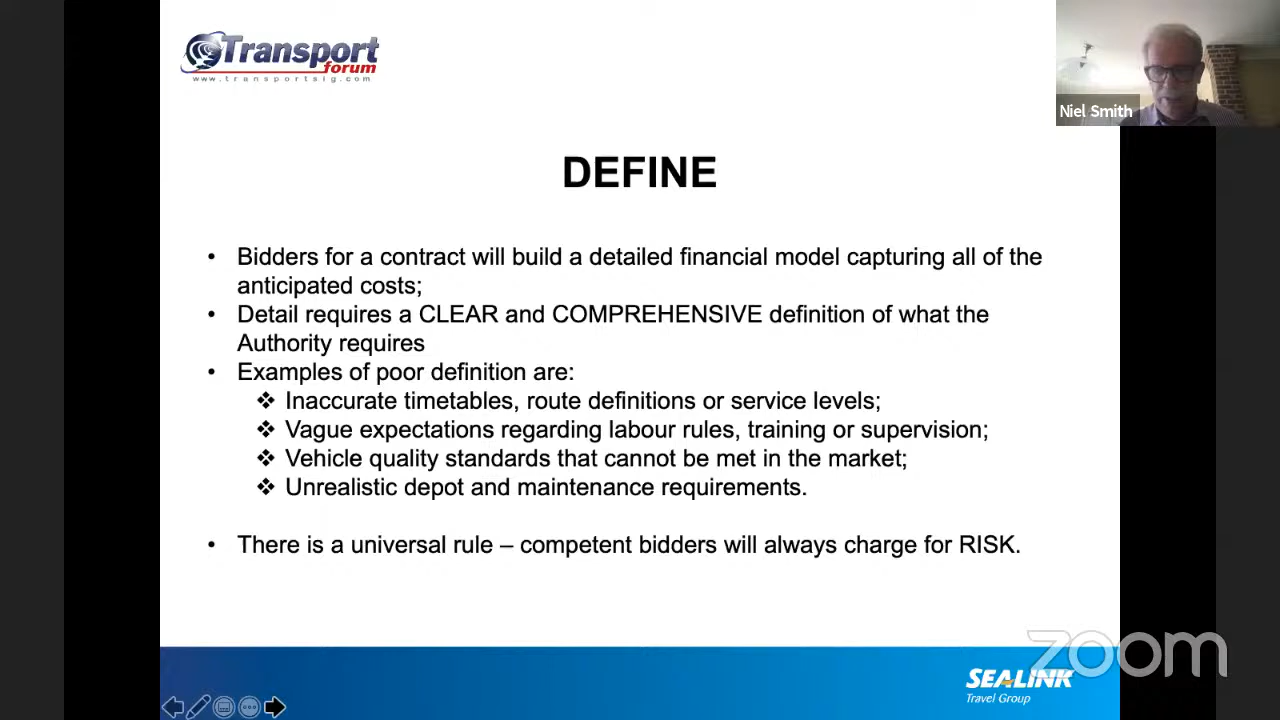 Transport
forum
www.transportsig.com
Niel Smith
DEFINE
• Bidders for a contract will build a detailed financial model capturing all of the
anticipated costs;
• Detail requires a CLEAR and COMPREHENSIVE definition of what the
Authority requires
• Examples of poor definition are:
❖ Inaccurate timetables, route definitions or service levels;
❖ Vague expectations regarding labour rules, training or supervision;
❖ Vehicle quality standards that cannot be met in the market;
❖ Unrealistic depot and maintenance requirements.
• There is a universal rule – competent bidders will always charge for RISK.
zoom
SEALINK
Travel Group